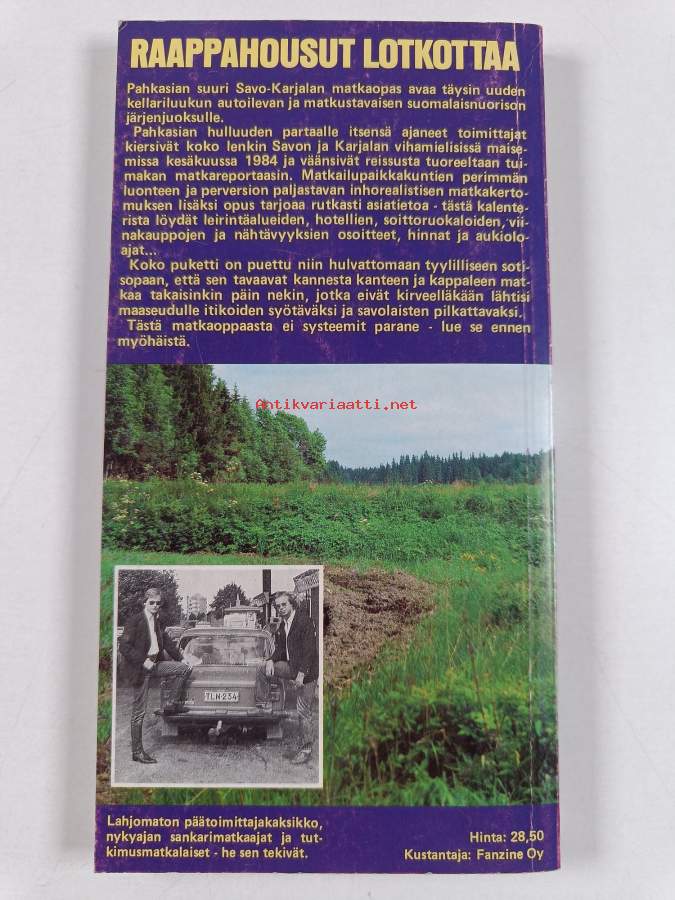 RAAPPAHOUSUT LOTKOTTAA
Pahkasian suuri Savo-Karjalan matkaopas avaa täysin uuden
kellariluukun autoilevan ja matkustavaisen suomalaisnuorison
järjenjuoksulle.
Pahkasian hulluuden partaalle itsensä ajaneet toimittajat
kiersivät koko lenkin Savon ja Karjalan vihamielisissä maise-
missa kesäkuussa 1984 ja väänsivät reissusta tuoreeltaan tui-
makan matkareportaasin. Matkailupaikkakuntien perimmän
luonteen ja perversion paljastavan inhorealistisen matkakerto-
muksen lisäksi opus tarjoaa rutkasti asiatietoa - tästä kalente-
rista löydät leirintäalueiden, hotellien, soittoruokaloiden, vii-
nakauppojen ja nähtävyyksien osoitteet, hinnat ja aukiolo-
ajat...
Koko puketti on puettu niin hulvattomaan tyylilliseen soti-
sopaan, että sen tavaavat kannesta kanteen ja kappaleen mat-
kaa takaisinkin päin nekin, jotka eivät kirveelläkään lähtisi
maaseudulle itikoiden syötäväksi ja savolaisten pilkattavaksi.
Tästä matkaoppaasta ei systeemit parane - lue se ennen
myöhäistä.
Antikvariaatti.net
TLN-234
Lahjomaton päätoimittajakaksikko,
nykyajan sankarimatkaajat ja tut-
kimusmatkalaiset - he sen tekivät.
Hinta: 28,50
Kustantaja: Fanzine Oy